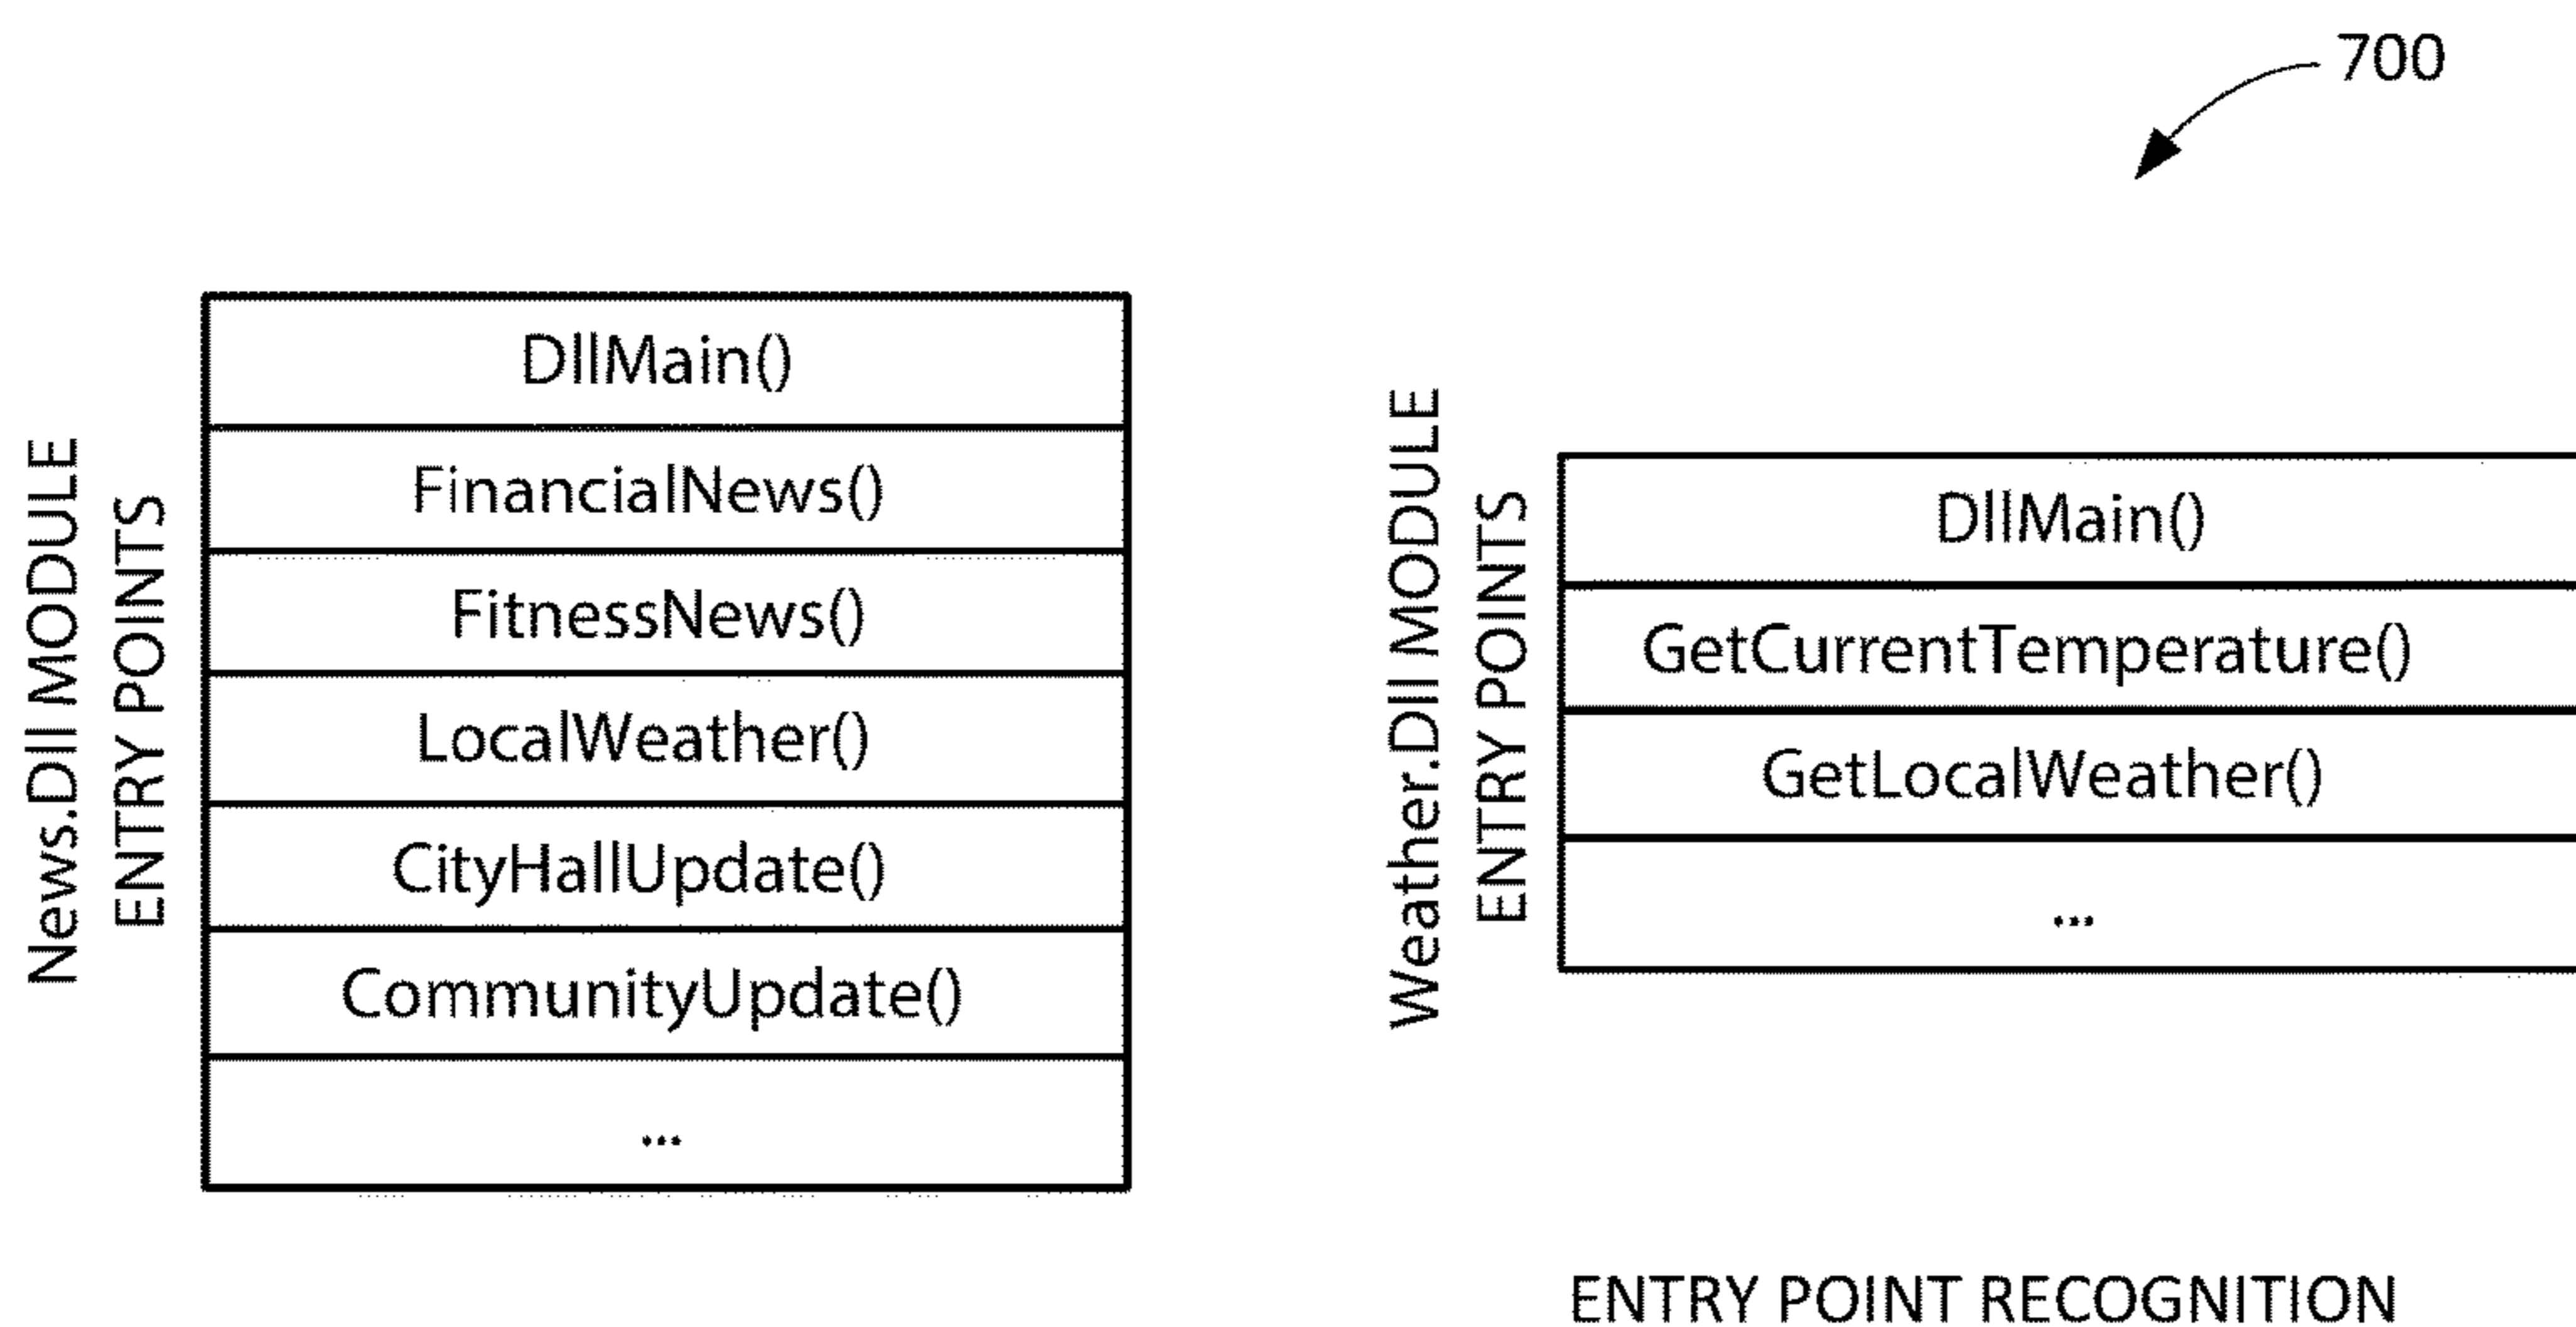 700
News.Dll MODULE
ENTRY POINTS
DllMain()
FinancialNews()
FitnessNews()
LocalWeather()
CityHallUpdate()
CommunityUpdate()
...
Weather.Dll MODULE
ENTRY POINTS
DllMain()
GetCurrentTemperature()
GetLocalWeather()
...
ENTRY POINT RECOGNITION